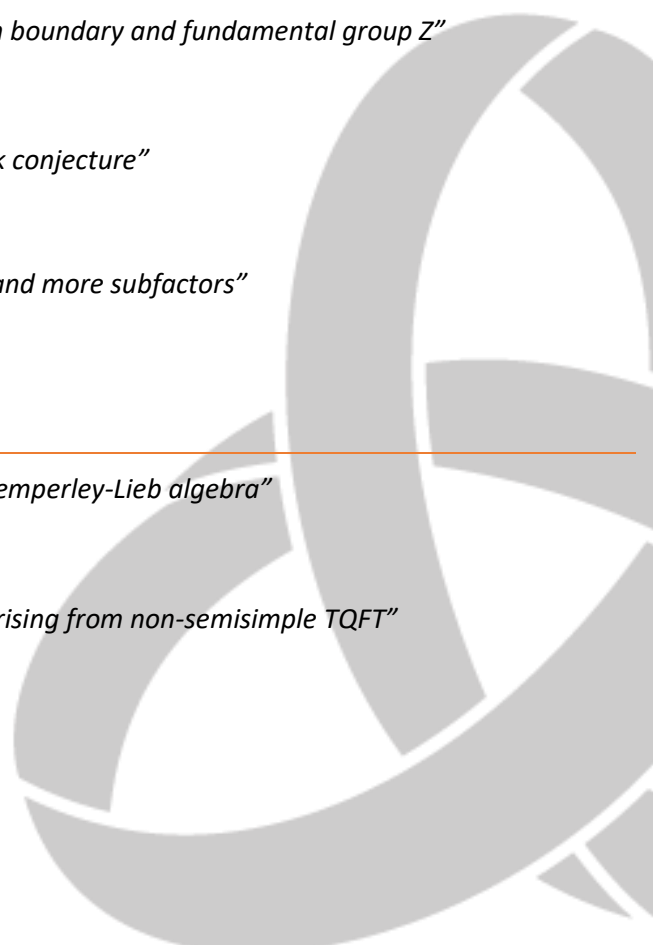 boundary and fundamental group Z”
conjecture”
and more subfactors”
emperley-Lieb algebra”
rising from non-semisimple TQFT”